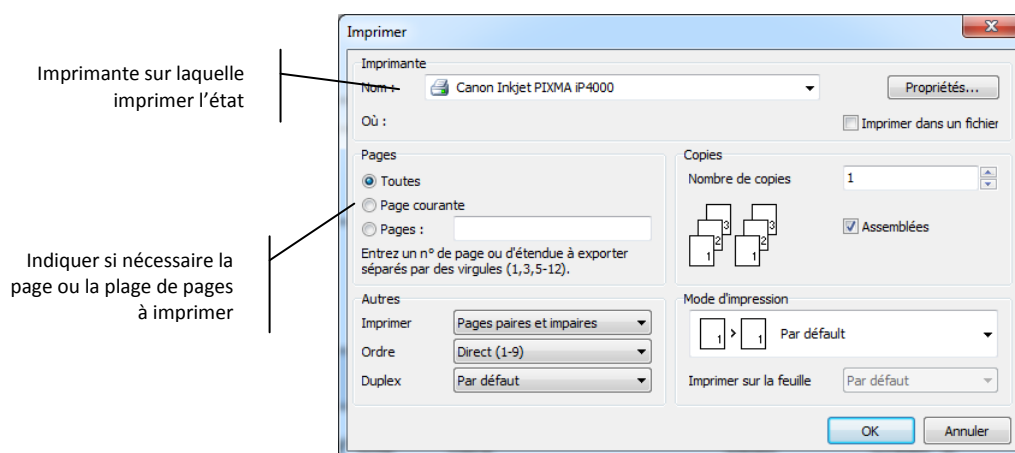 Imprimer
Imprimante sur laquelle
imprimer l'état
Imprimante
Nom :
Canon Inkjet PIXMA iP4000
Propriétés...
Où :
Imprimer dans un fichier
Pages
Toutes
Page courante
Pages :
Entrez un n° de page ou d'étendue à exporter
séparés par des virgules (1,3,5-12).
Copies
Nombre de copies
1
3
2
1
3
2
1
Assemblées
Indiquer si nécessaire la
page ou la plage de pages
à imprimer
Autres
Imprimer
Pages paires et impaires
Ordre
Direct (1-9)
Duplex
Par défaut
Mode d'impression
1 > 1
Par défault
Imprimer sur la feuille
Par défaut
OK
Annuler